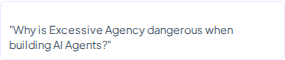 "Why is Excessive Agency dangerous when
building AI Agents?"